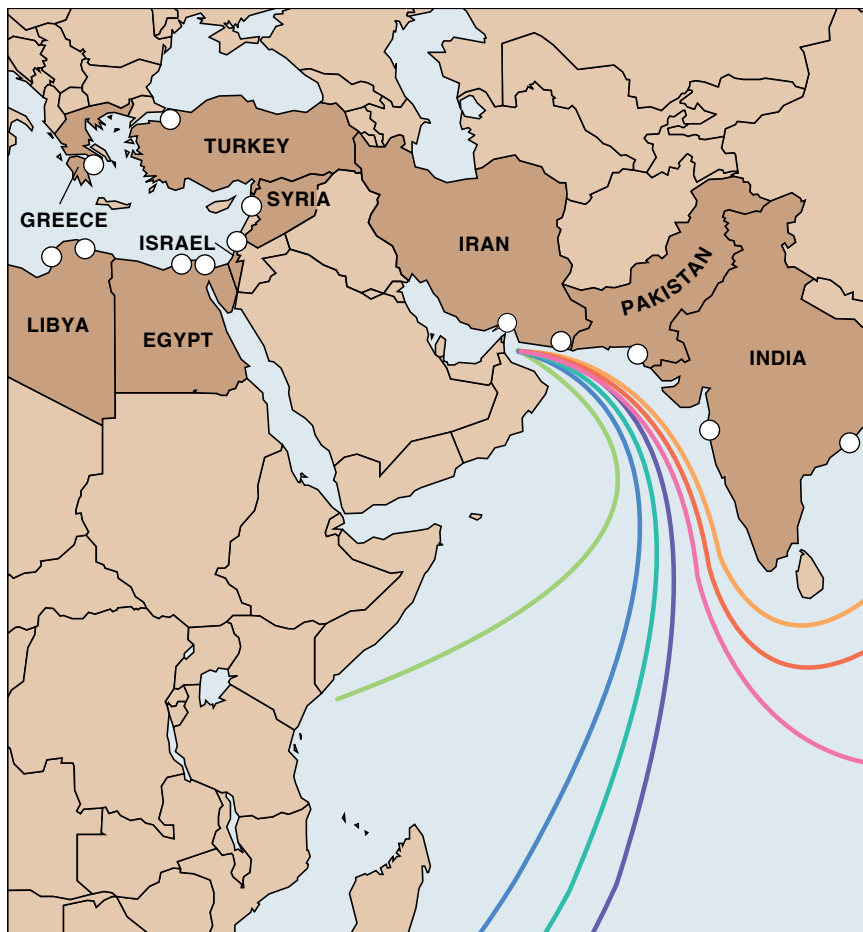 TURKEY
SYRIA
GREECE
ISRAEL
IRAN
PAKISTAN
LIBYA
EGYPT
INDIA